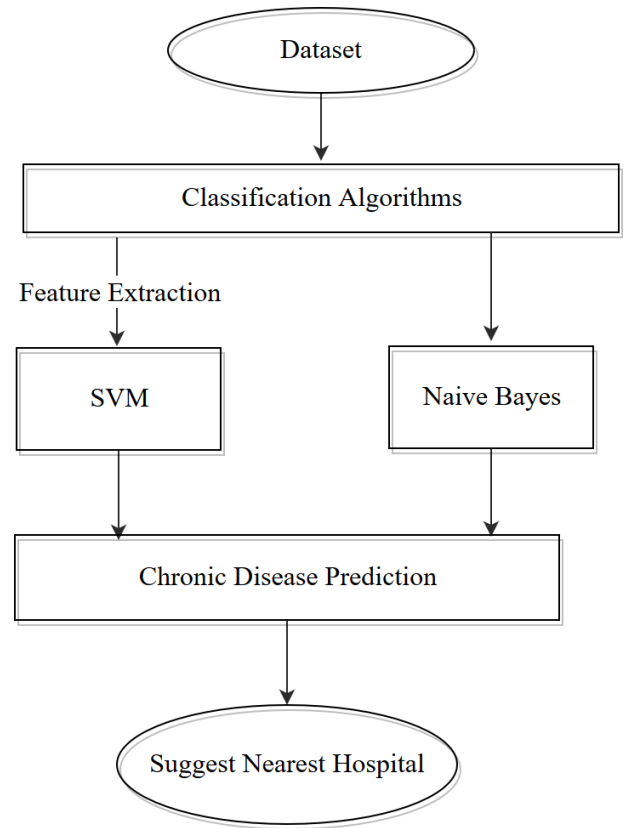 Dataset
Classification Algorithms
Feature Extraction
SVM
Naive Bayes
Chronic Disease Prediction
Suggest Nearest Hospital